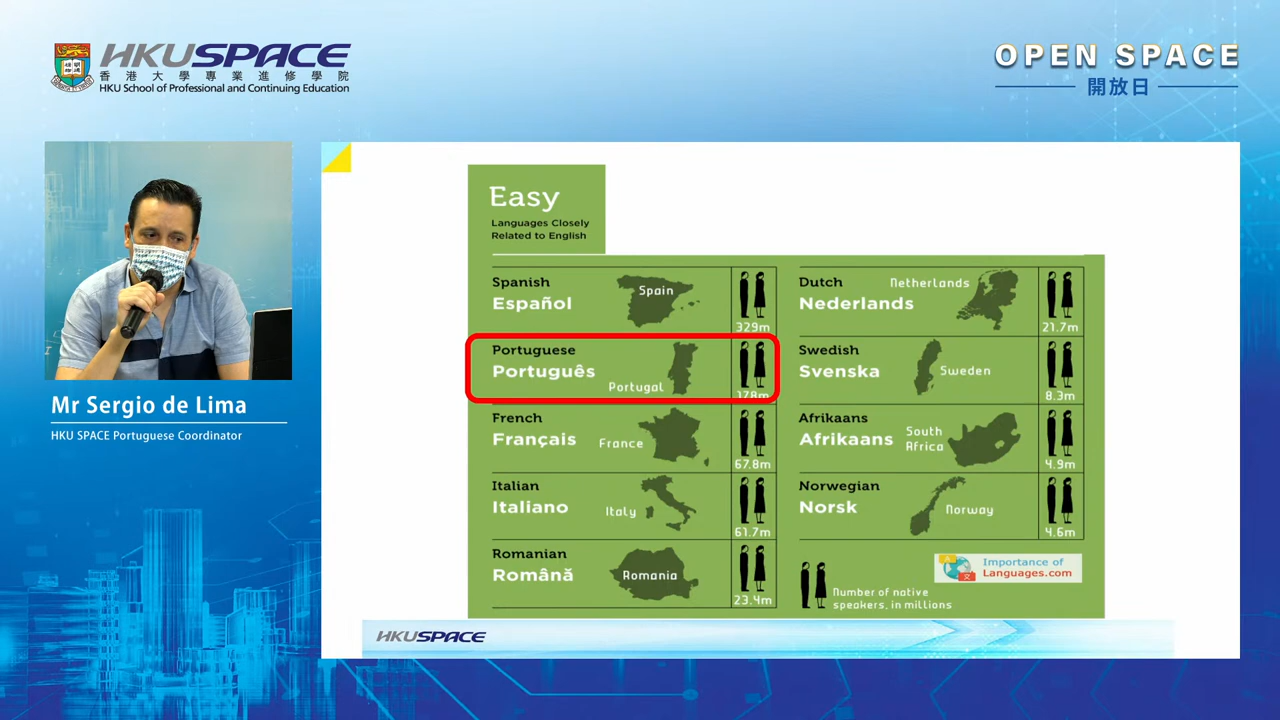 HKUSPACE
香港大學專業進修學院
HKU School of Professional and Continuing Education
OPEN SPACE
開放日
Mr Sergio de Lima
HKU SPACE Portuguese Coordinator
Easy
Languages Closely
Related to English
Spanish
Español
Spain
329m
Portuguese
Português
Portugal
178m
French
Français
France
67.8m
Italian
Italiano
Italy
61.7m
Romanian
Română
Romania
23.4m
Dutch
Nederlands
Netherlands
21.7m
Swedish
Svenska
Sweden
8.3m
Afrikaans
Afrikaans
South
Africa
4.9m
Norwegian
Norsk
Norway
4.6m
Importance of
Languages.com
Number of native
speakers, in millions
HKUSPACE